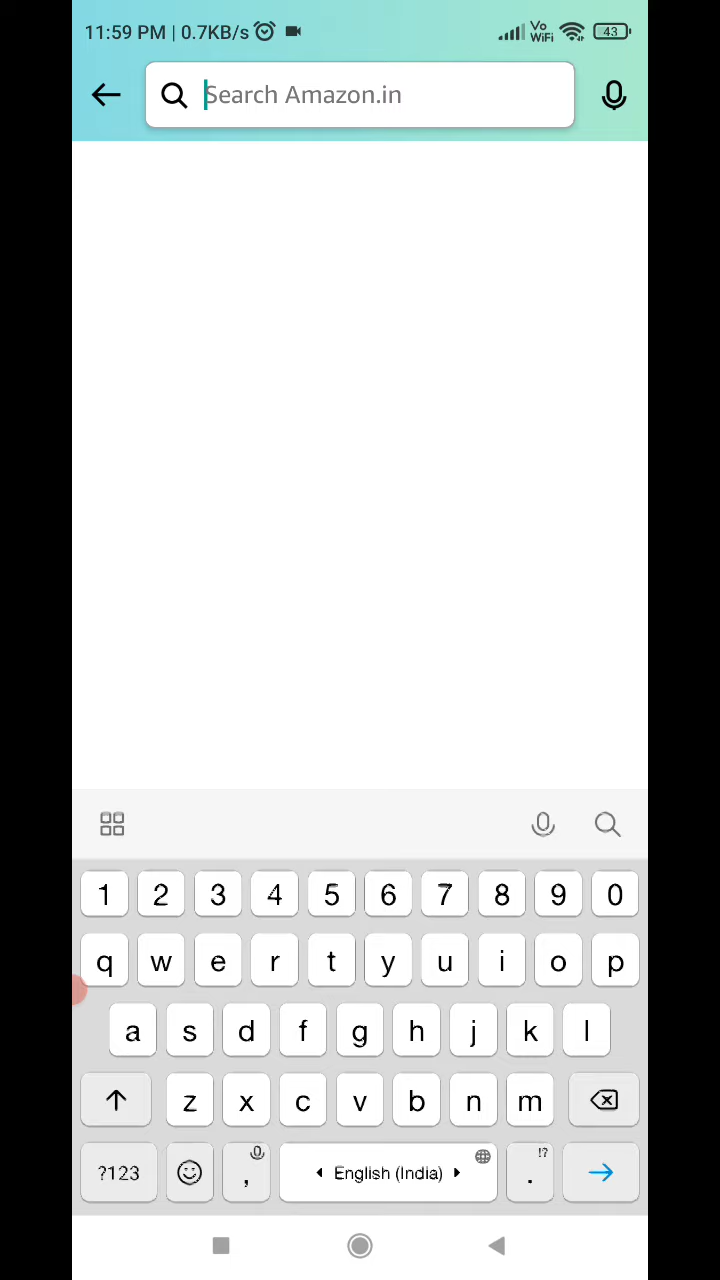 11:59 PM | 0.7KB/s Vo WiFi 43
Search Amazon.in
1 2 3 4 5 6 7 8 9 0
q w e r t y u i o p
a s d f g h j k l
z x c v b n m
?123 , English (India) . !?